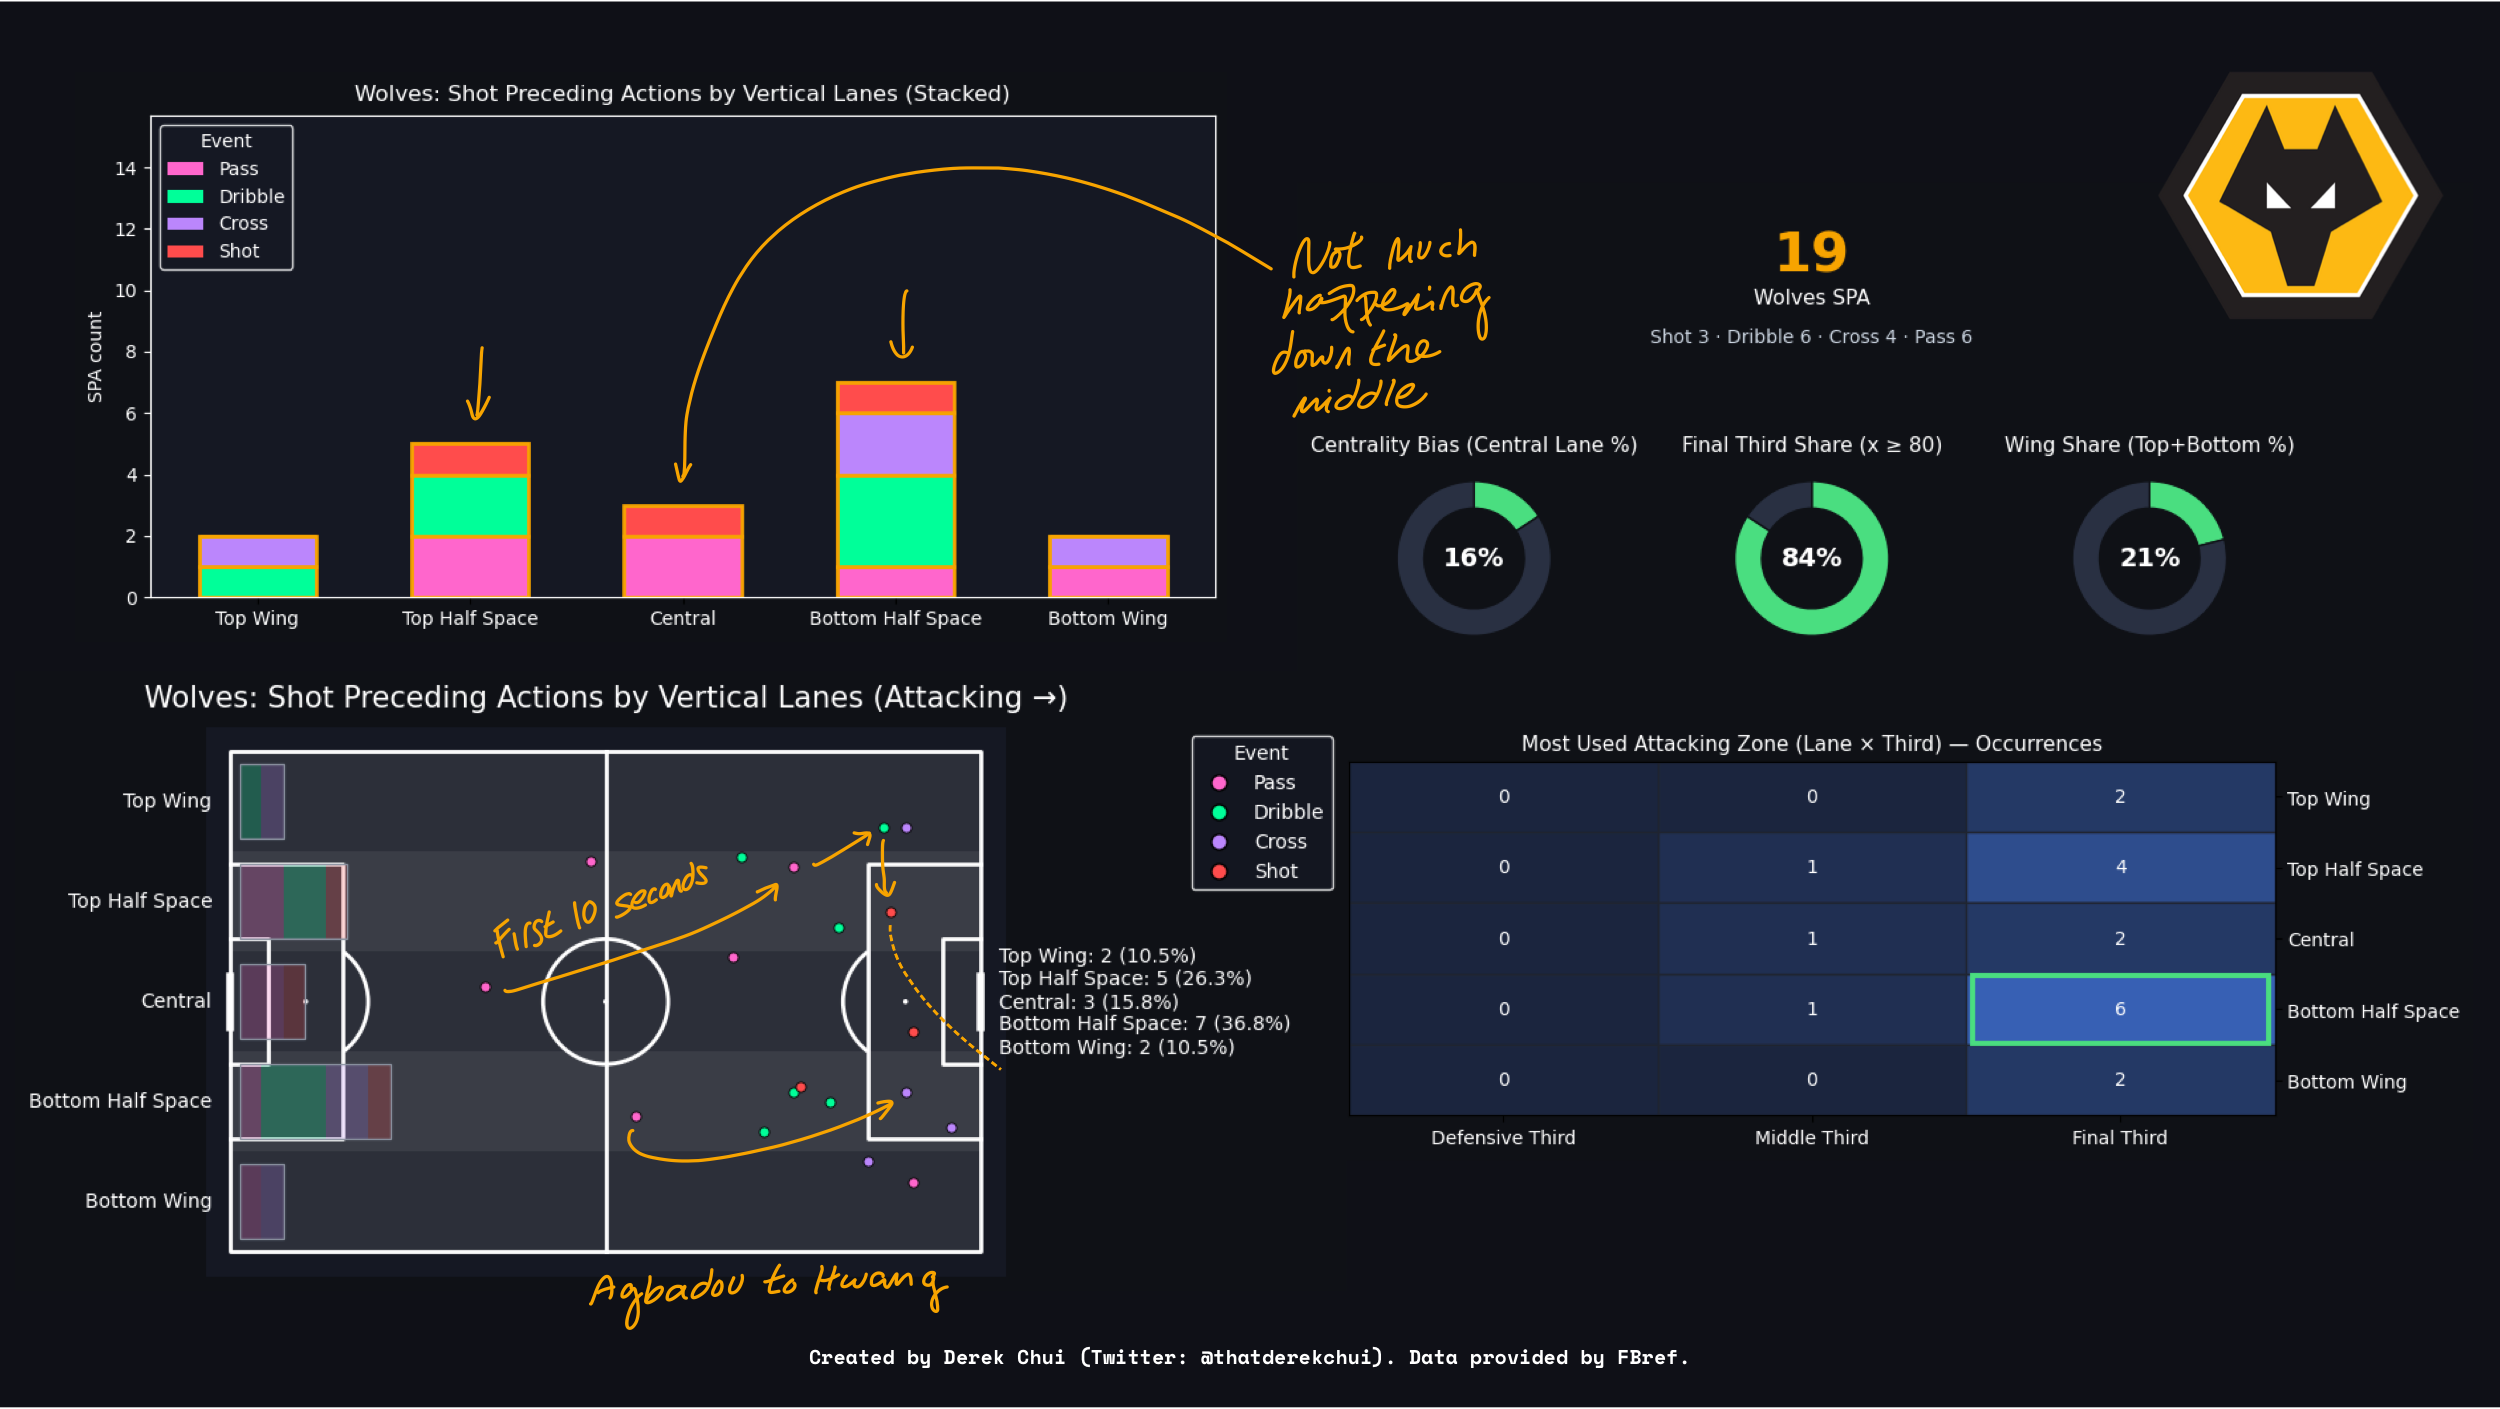 Wolves: Shot Preceding Actions by Vertical Lanes (Stacked)
Event
Pass
Dribble
Cross
Shot
SPA count
14
12
10
8
6
4
2
0
Top Wing
Top Half Space
Central
Bottom Half Space
Bottom Wing
Not much
happening
down the
middle
19
Wolves SPA
Shot 3 · Dribble 6 · Cross 4 · Pass 6
Centrality Bias (Central Lane %)
16%
Final Third Share (x ≥ 80)
84%
Wing Share (Top+Bottom %)
21%
Wolves: Shot Preceding Actions by Vertical Lanes (Attacking →)
Top Wing
Top Half Space
Central
Bottom Half Space
Bottom Wing
First 10 seconds
Agbadou to Hwang
Event
Pass
Dribble
Cross
Shot
Top Wing: 2 (10.5%)
Top Half Space: 5 (26.3%)
Central: 3 (15.8%)
Bottom Half Space: 7 (36.8%)
Bottom Wing: 2 (10.5%)
Most Used Attacking Zone (Lane × Third) — Occurrences
0 0 2 Top Wing
0 1 4 Top Half Space
0 1 2 Central
0 1 6 Bottom Half Space
0 0 2 Bottom Wing
Defensive Third Middle Third Final Third
Created by Derek Chui (Twitter: @thatderekchui). Data provided by FBref.